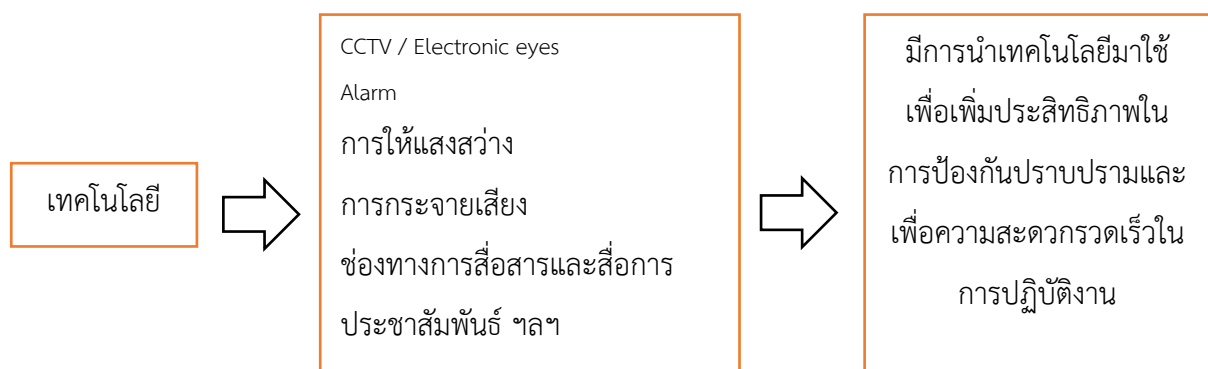 เทคโนโลยี
CCTV / Electronic eyes
Alarm
การให้แสงสว่าง
การกระจายเสียง
ช่องทางการสื่อสารและสื่อการ
ประชาสัมพันธ์ ฯลฯ
มีการนำเทคโนโลยีมาใช้
เพื่อเพิ่มประสิทธิภาพใน
การป้องกันปราบปรามและ
เพื่อความสะดวกรวดเร็วใน
การปฏิบัติงาน